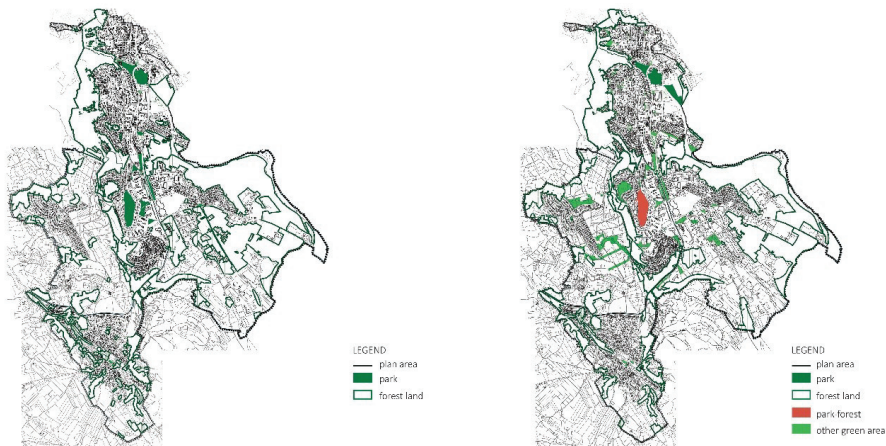 LEGEND
plan area
park
forest land
LEGEND
plan area
park
forest land
park-forest
other green area